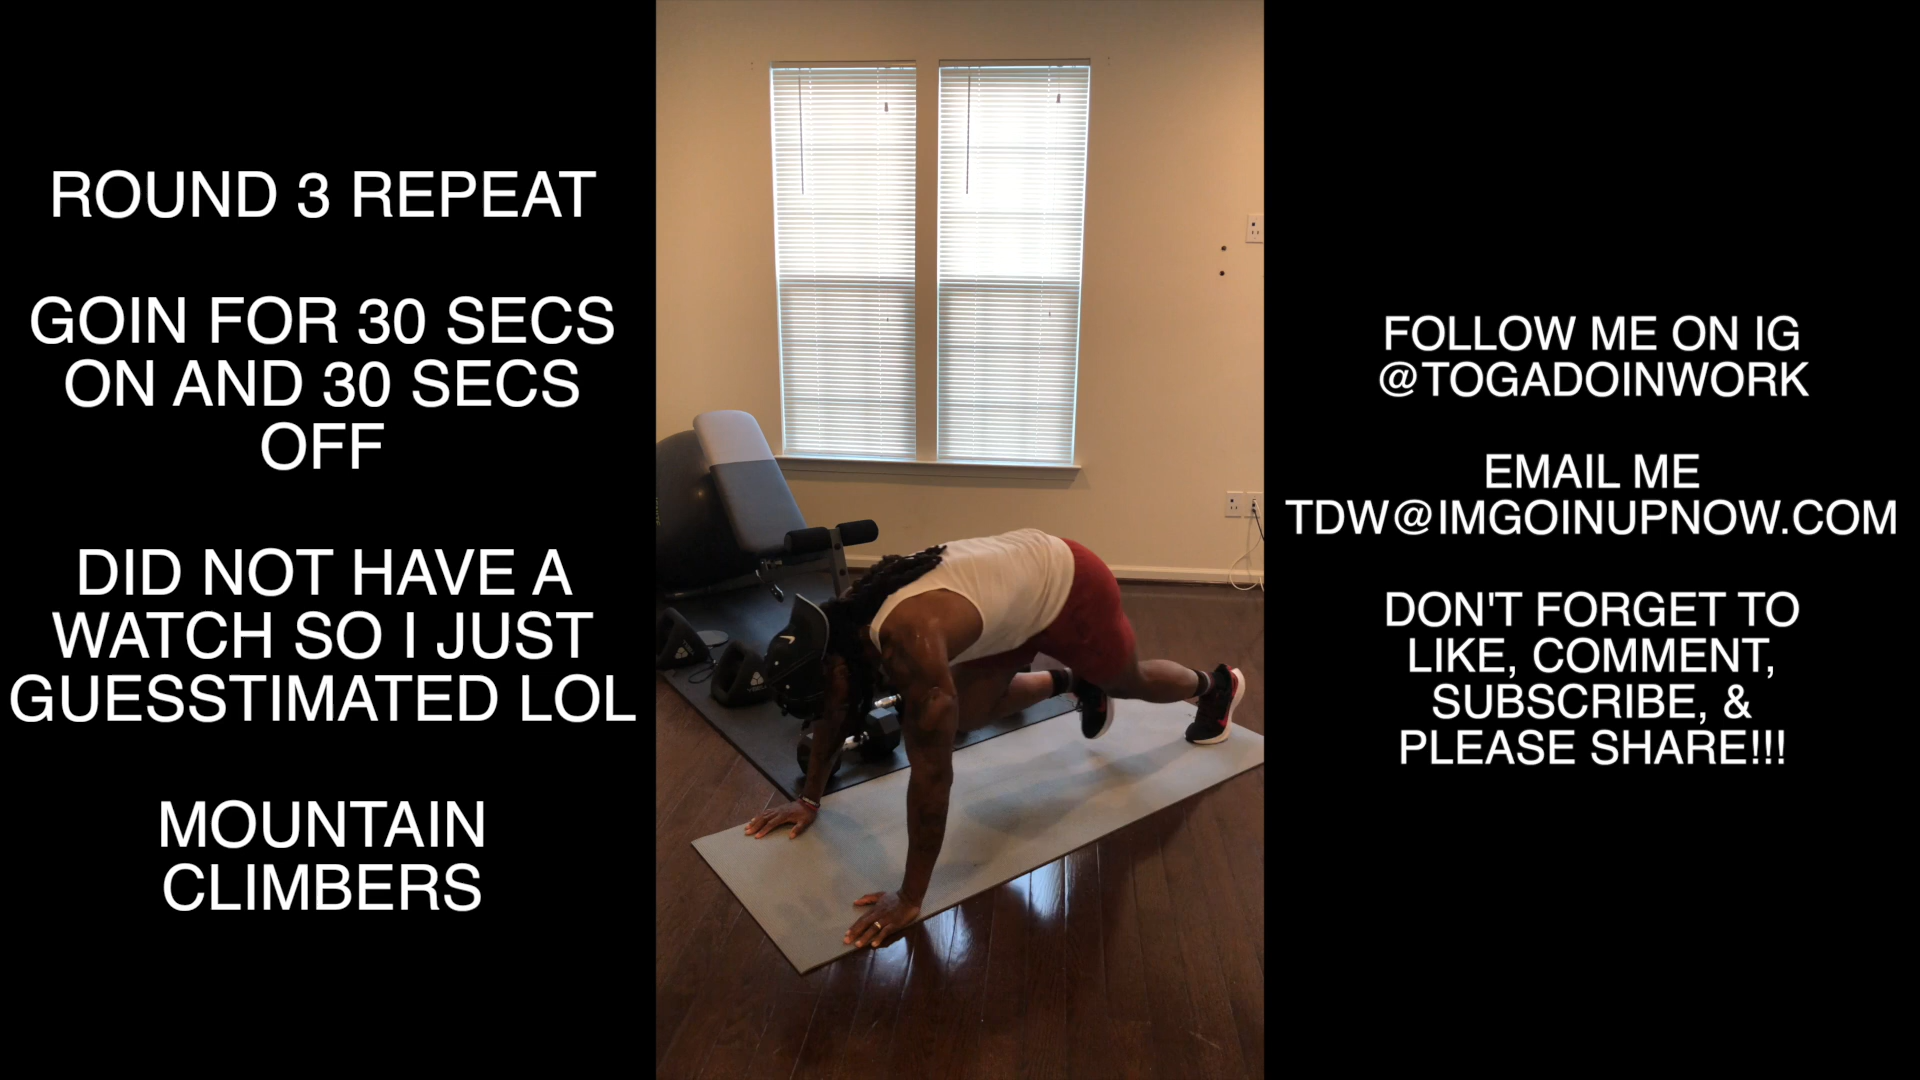 ROUND 3 REPEAT
GOIN FOR 30 SECS
ON AND 30 SECS
OFF
DID NOT HAVE A
WATCH SO I JUST
GUESSTIMATED LOL
MOUNTAIN
CLIMBERS
FOLLOW ME ON IG
@TOGADOINWORK
EMAIL ME
TDW@IMGOINUPNOW.COM
DON'T FORGET TO
LIKE, COMMENT,
SUBSCRIBE, &
PLEASE SHARE!!!